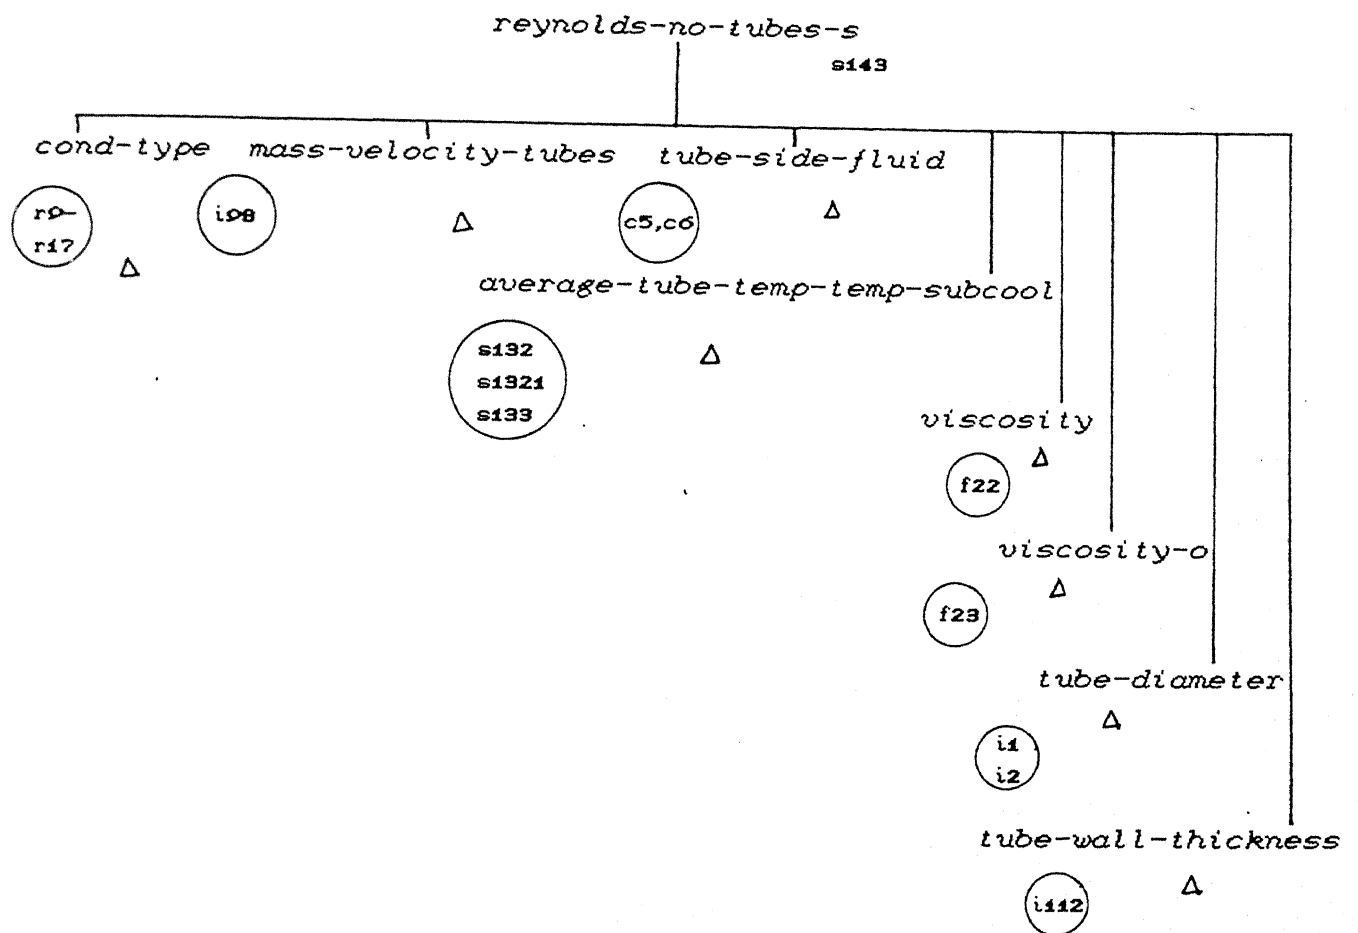 reynolds-no-tubes-s
s143
cond-type mass-velocity-tubes tube-side-fluid
r9-
r17
i98
c5,c6
Δ
Δ
Δ
average-tube-temp-temp-subcool
s132
s1321
s133
Δ
viscosity
Δ
f22
viscosity-o
Δ
f23
tube-diameter
Δ
i1
i2
tube-wall-thickness
Δ
i112